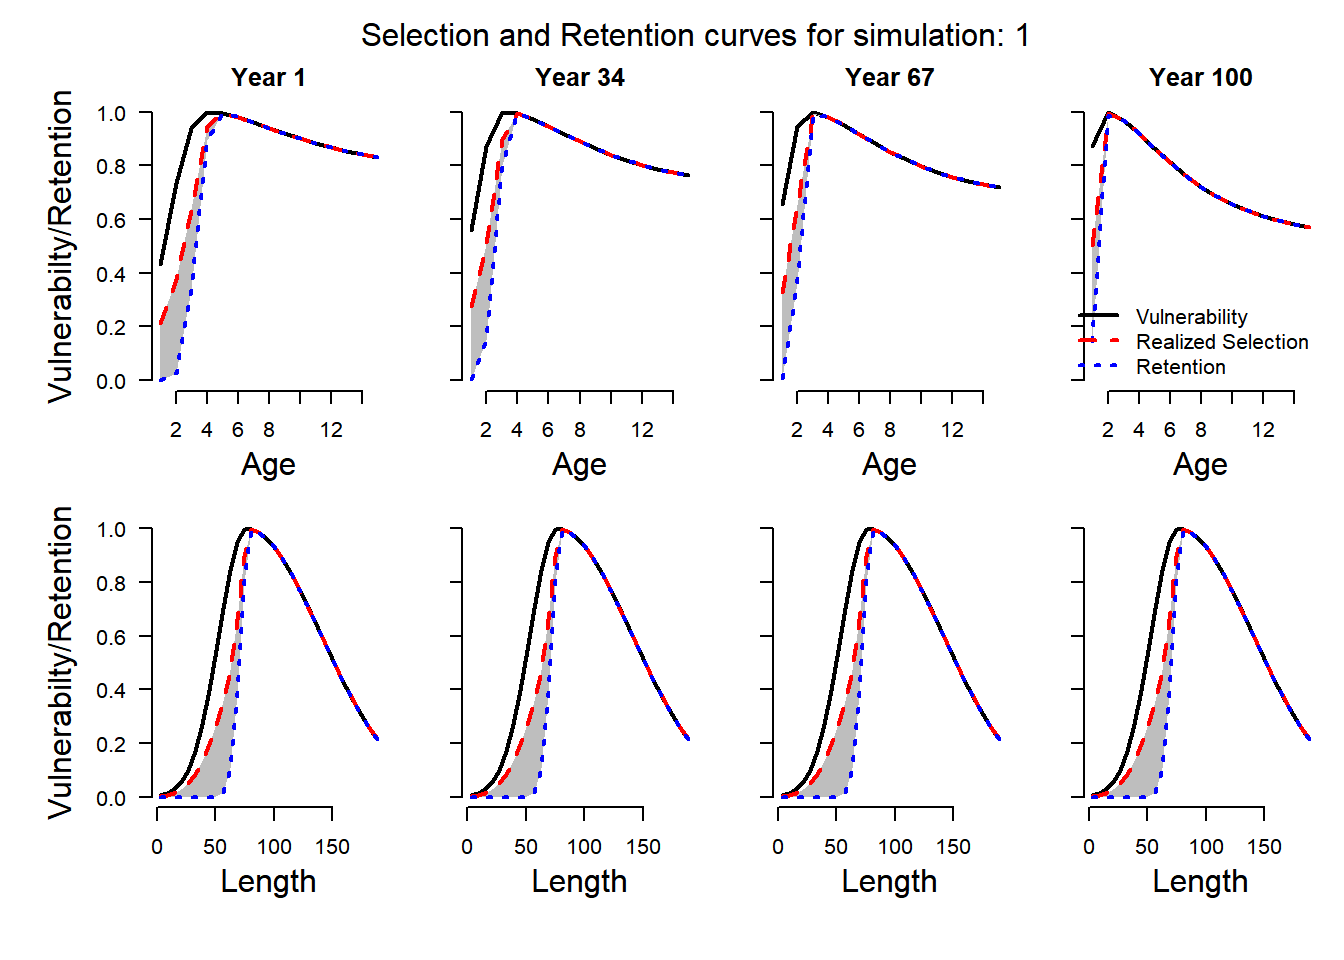 Selection and Retention curves for simulation: 1
Year 1 Year 34 Year 67 Year 100
Vulnerabilty/Retention
1.0
0.8
0.6
0.4
0.2
0.0
Vulnerability
Realized Selection
Retention
2 4 6 8 12 2 4 6 8 12 2 4 6 8 12 2 4 6 8 12
Age Age Age Age
Vulnerabilty/Retention
1.0
0.8
0.6
0.4
0.2
0.0
0 50 100 150 0 50 100 150 0 50 100 150 0 50 100 150
Length Length Length Length